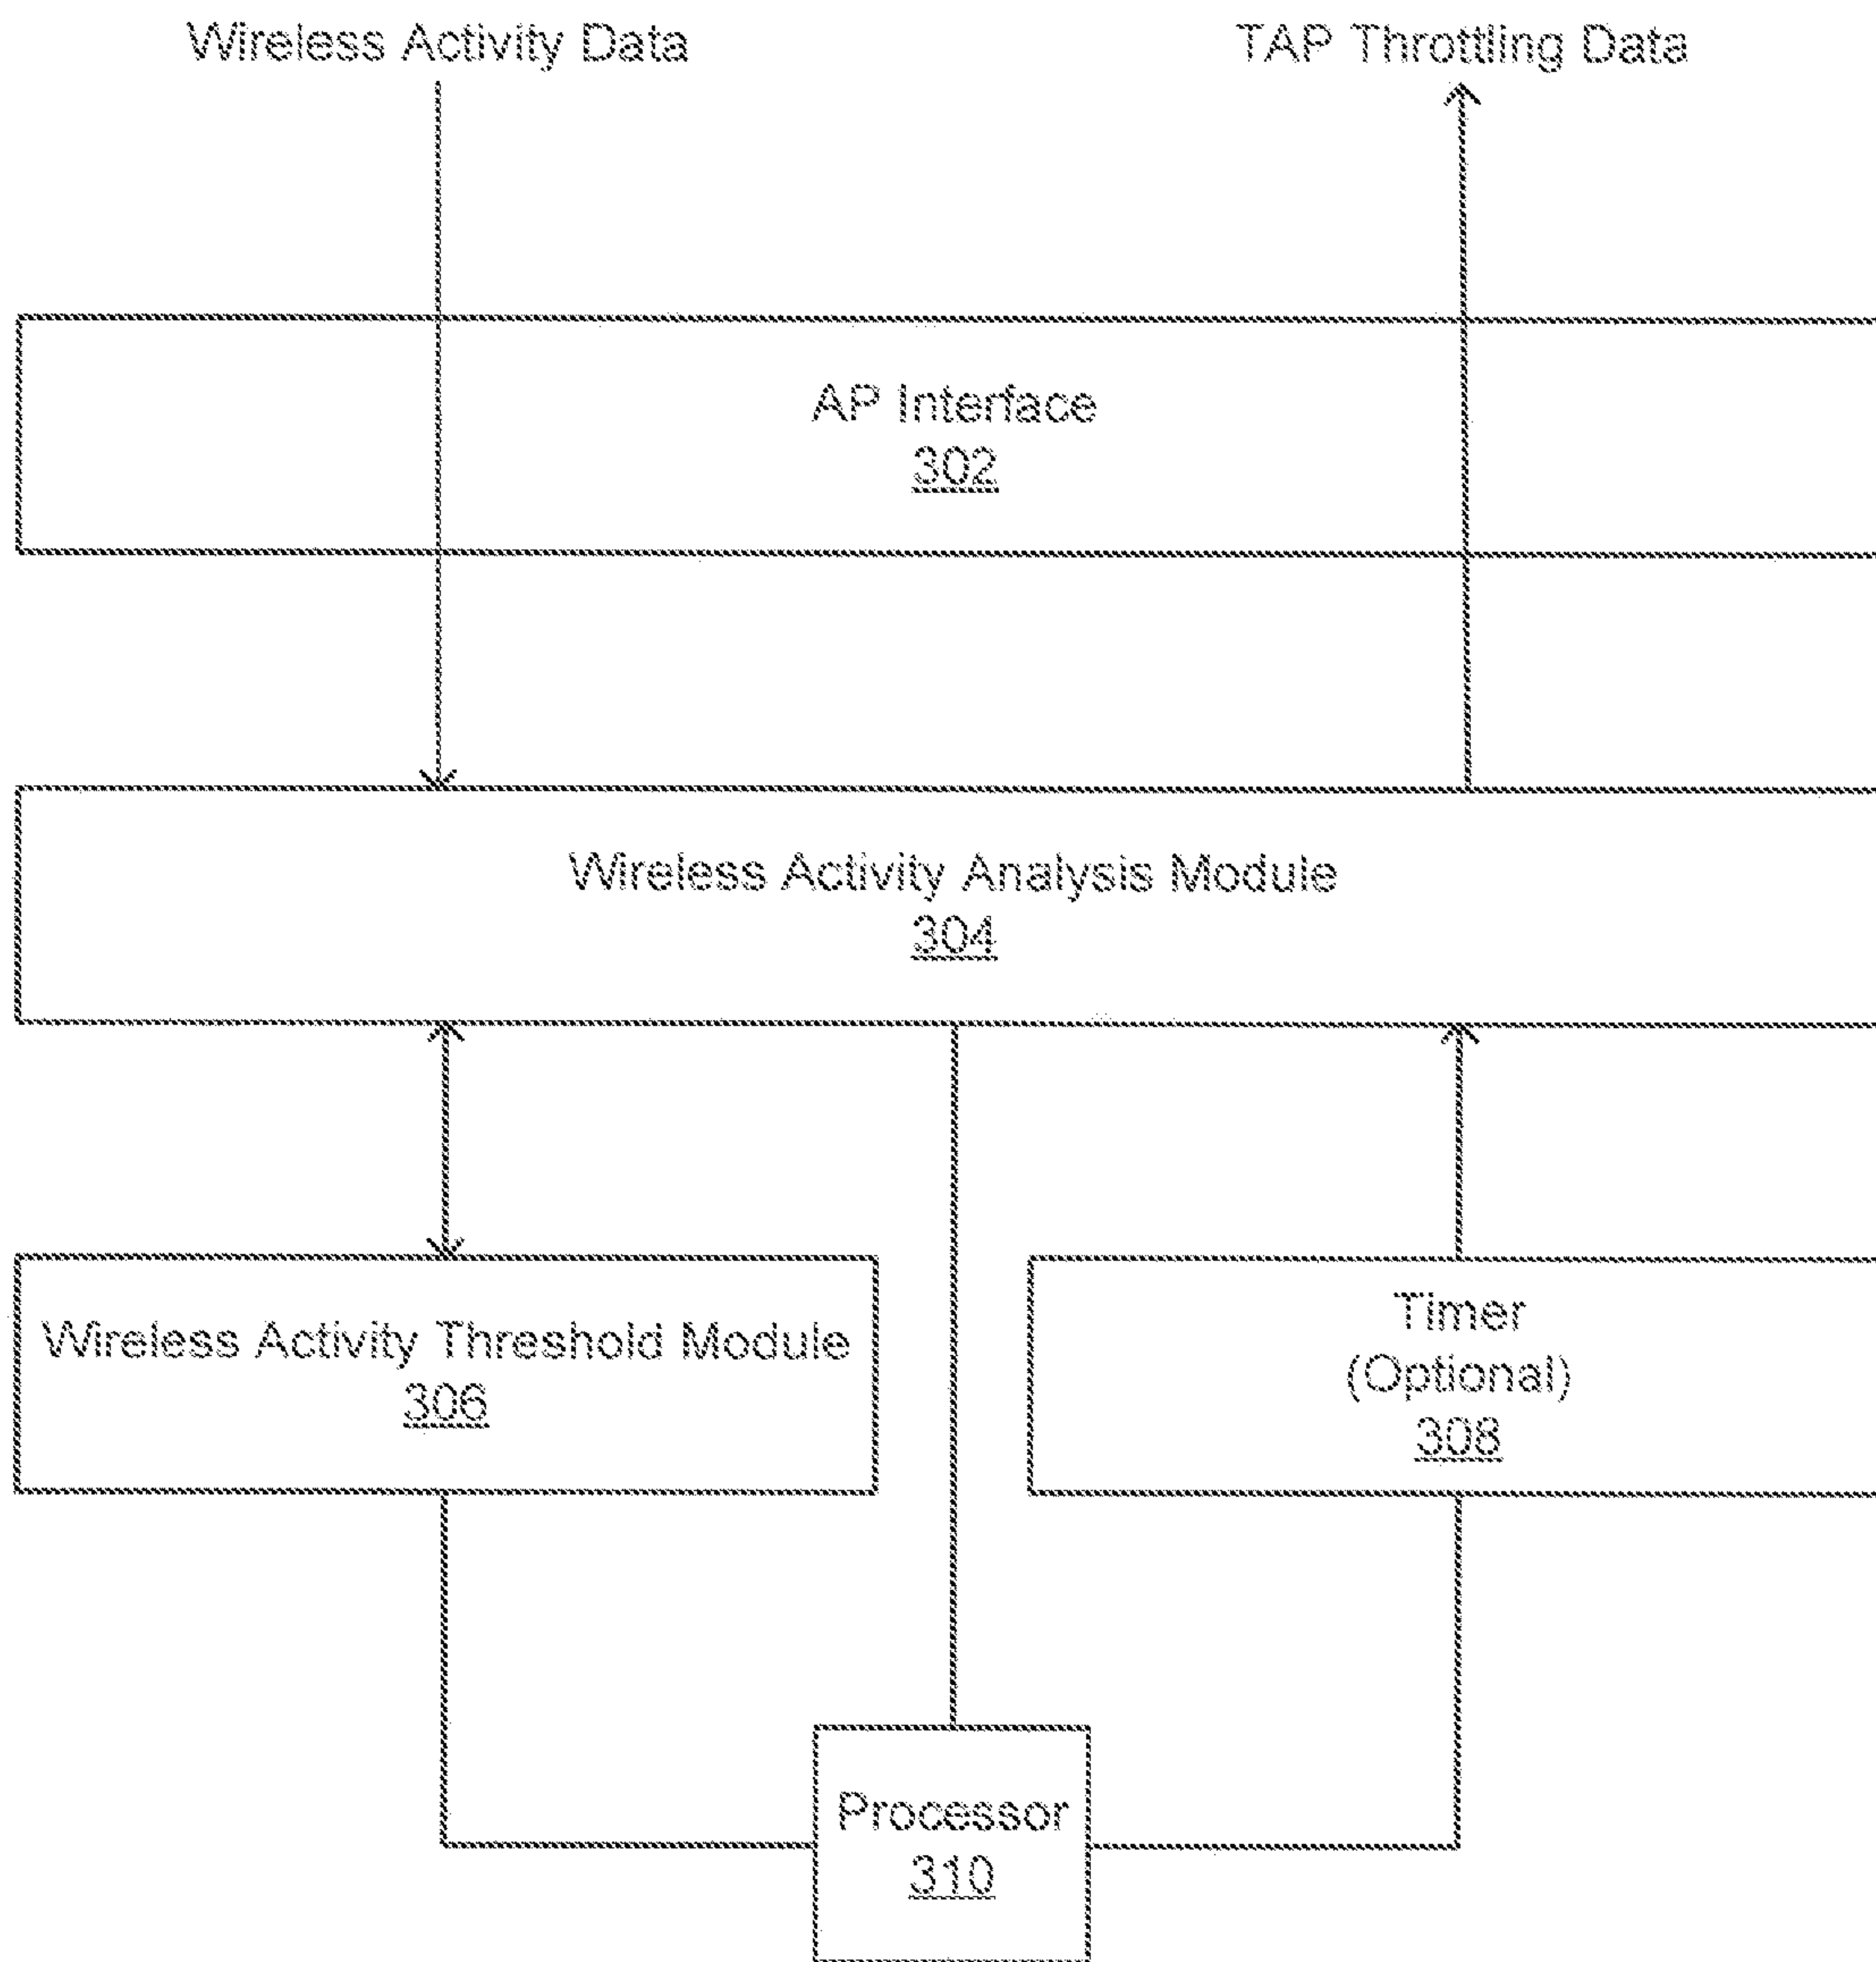 Wireless Activity Data
TAP Throttling Data
AP Interface
302
Wireless Activity Analysis Module
304
Wireless Activity Threshold Module
306
Timer
(Optional)
308
Processor
310